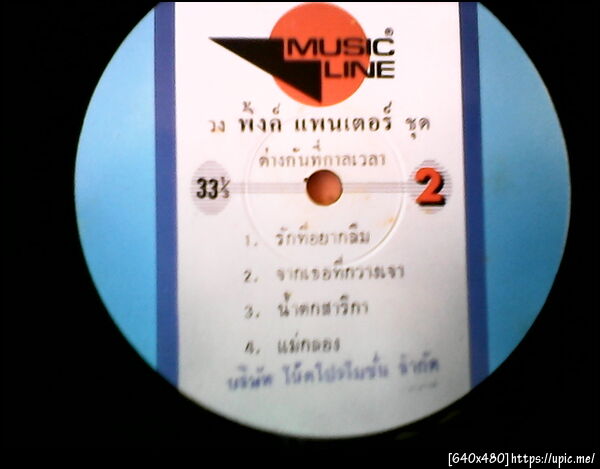 MUSIC
LINE
วง พิ้งค์ แพนเตอร์ ชุด
ต่างกันที่กาลเวลา
33⅓ 2
1. รักที่อยากลืม
2. จากเธอที่กวางเจา
3. น้ำตกสาริกา
4. แม่กลอง
บริษัท โน๊ตโปรโมชั่น จำกัด
[640x480]https://upic.me/